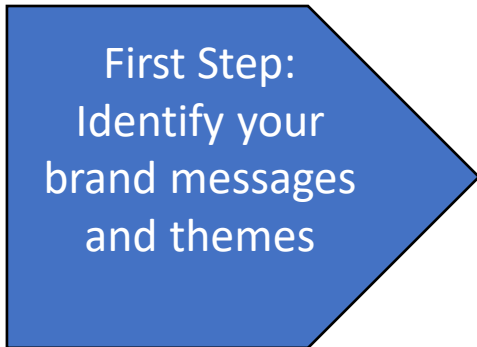 First Step:
Identify your
brand messages
and themes